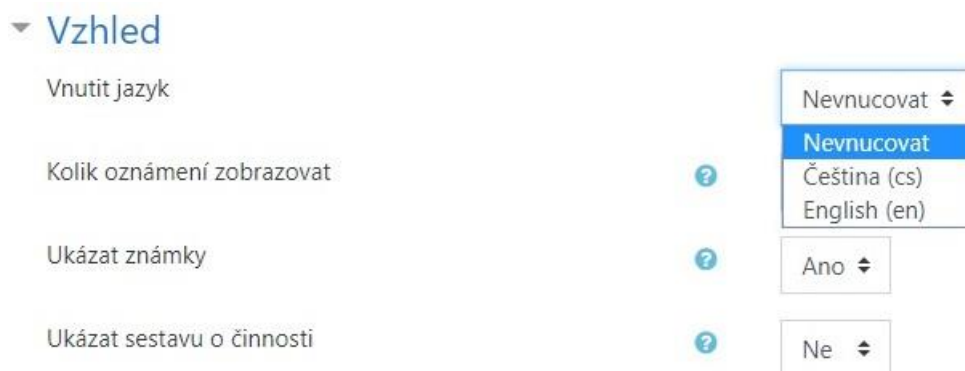 Vzhled
Vnutit jazyk
Nevnucovat
Nevnucovat
Čeština (cs)
English (en)
Kolik oznámení zobrazovat
?
Ukázat známky
?
Ano
Ukázat sestavu o činnosti
?
Ne